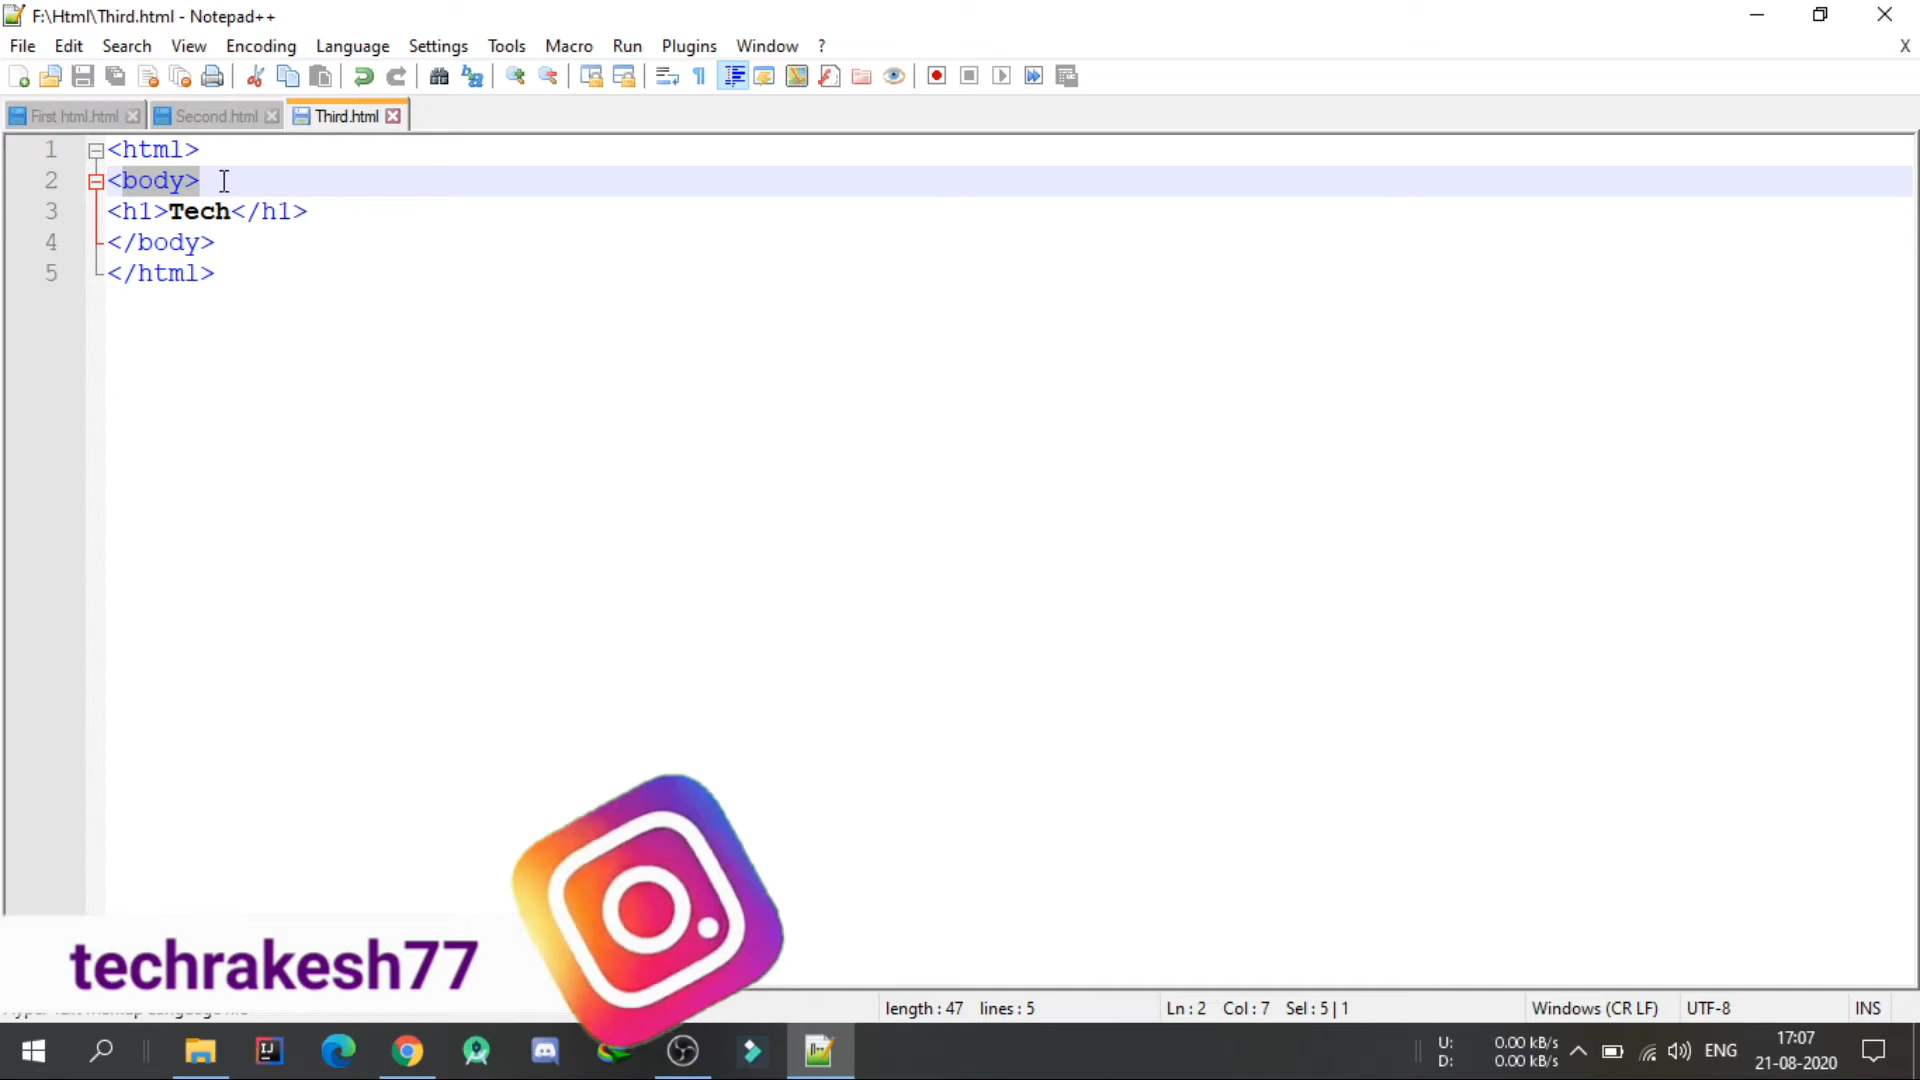 F:\Html\Third.html - Notepad++
File Edit Search View Encoding Language Settings Tools Macro Run Plugins Window ? X
First html.html Second.html Third.html
1 <html>
2 <body>
3 <h1>Tech</h1>
4 </body>
5 </html>
techrakesh77
length : 47 lines : 5 Ln : 2 Col : 7 Sel : 5 | 1 Windows (CR LF) UTF-8 INS
U: 0.00 kB/s
D: 0.00 kB/s
ENG
17:07
21-08-2020